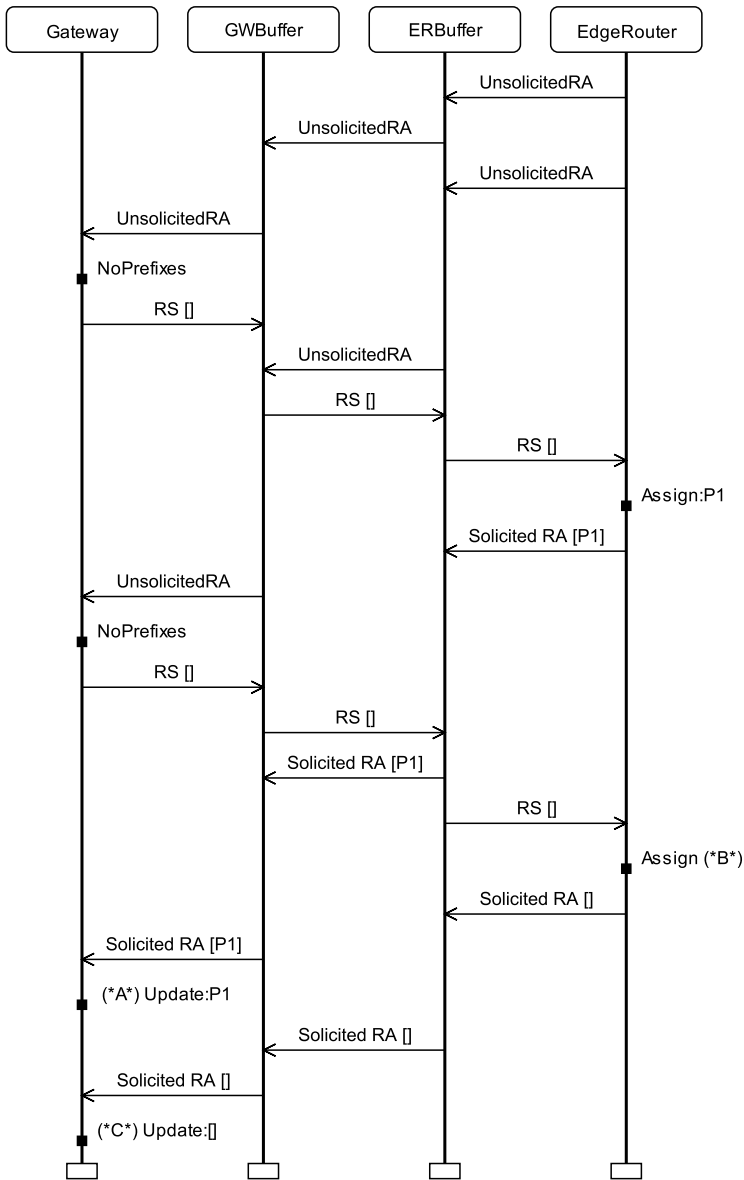 Gateway
GWBuffer
ERBuffer
EdgeRouter
UnsolicitedRA
UnsolicitedRA
UnsolicitedRA
UnsolicitedRA
NoPrefixes
RS []
UnsolicitedRA
RS []
RS []
Assign:P1
Solicited RA [P1]
UnsolicitedRA
NoPrefixes
RS []
RS []
Solicited RA [P1]
RS []
Assign (*B*)
Solicited RA []
Solicited RA [P1]
(*A*) Update:P1
Solicited RA []
Solicited RA []
(*C*) Update:[]